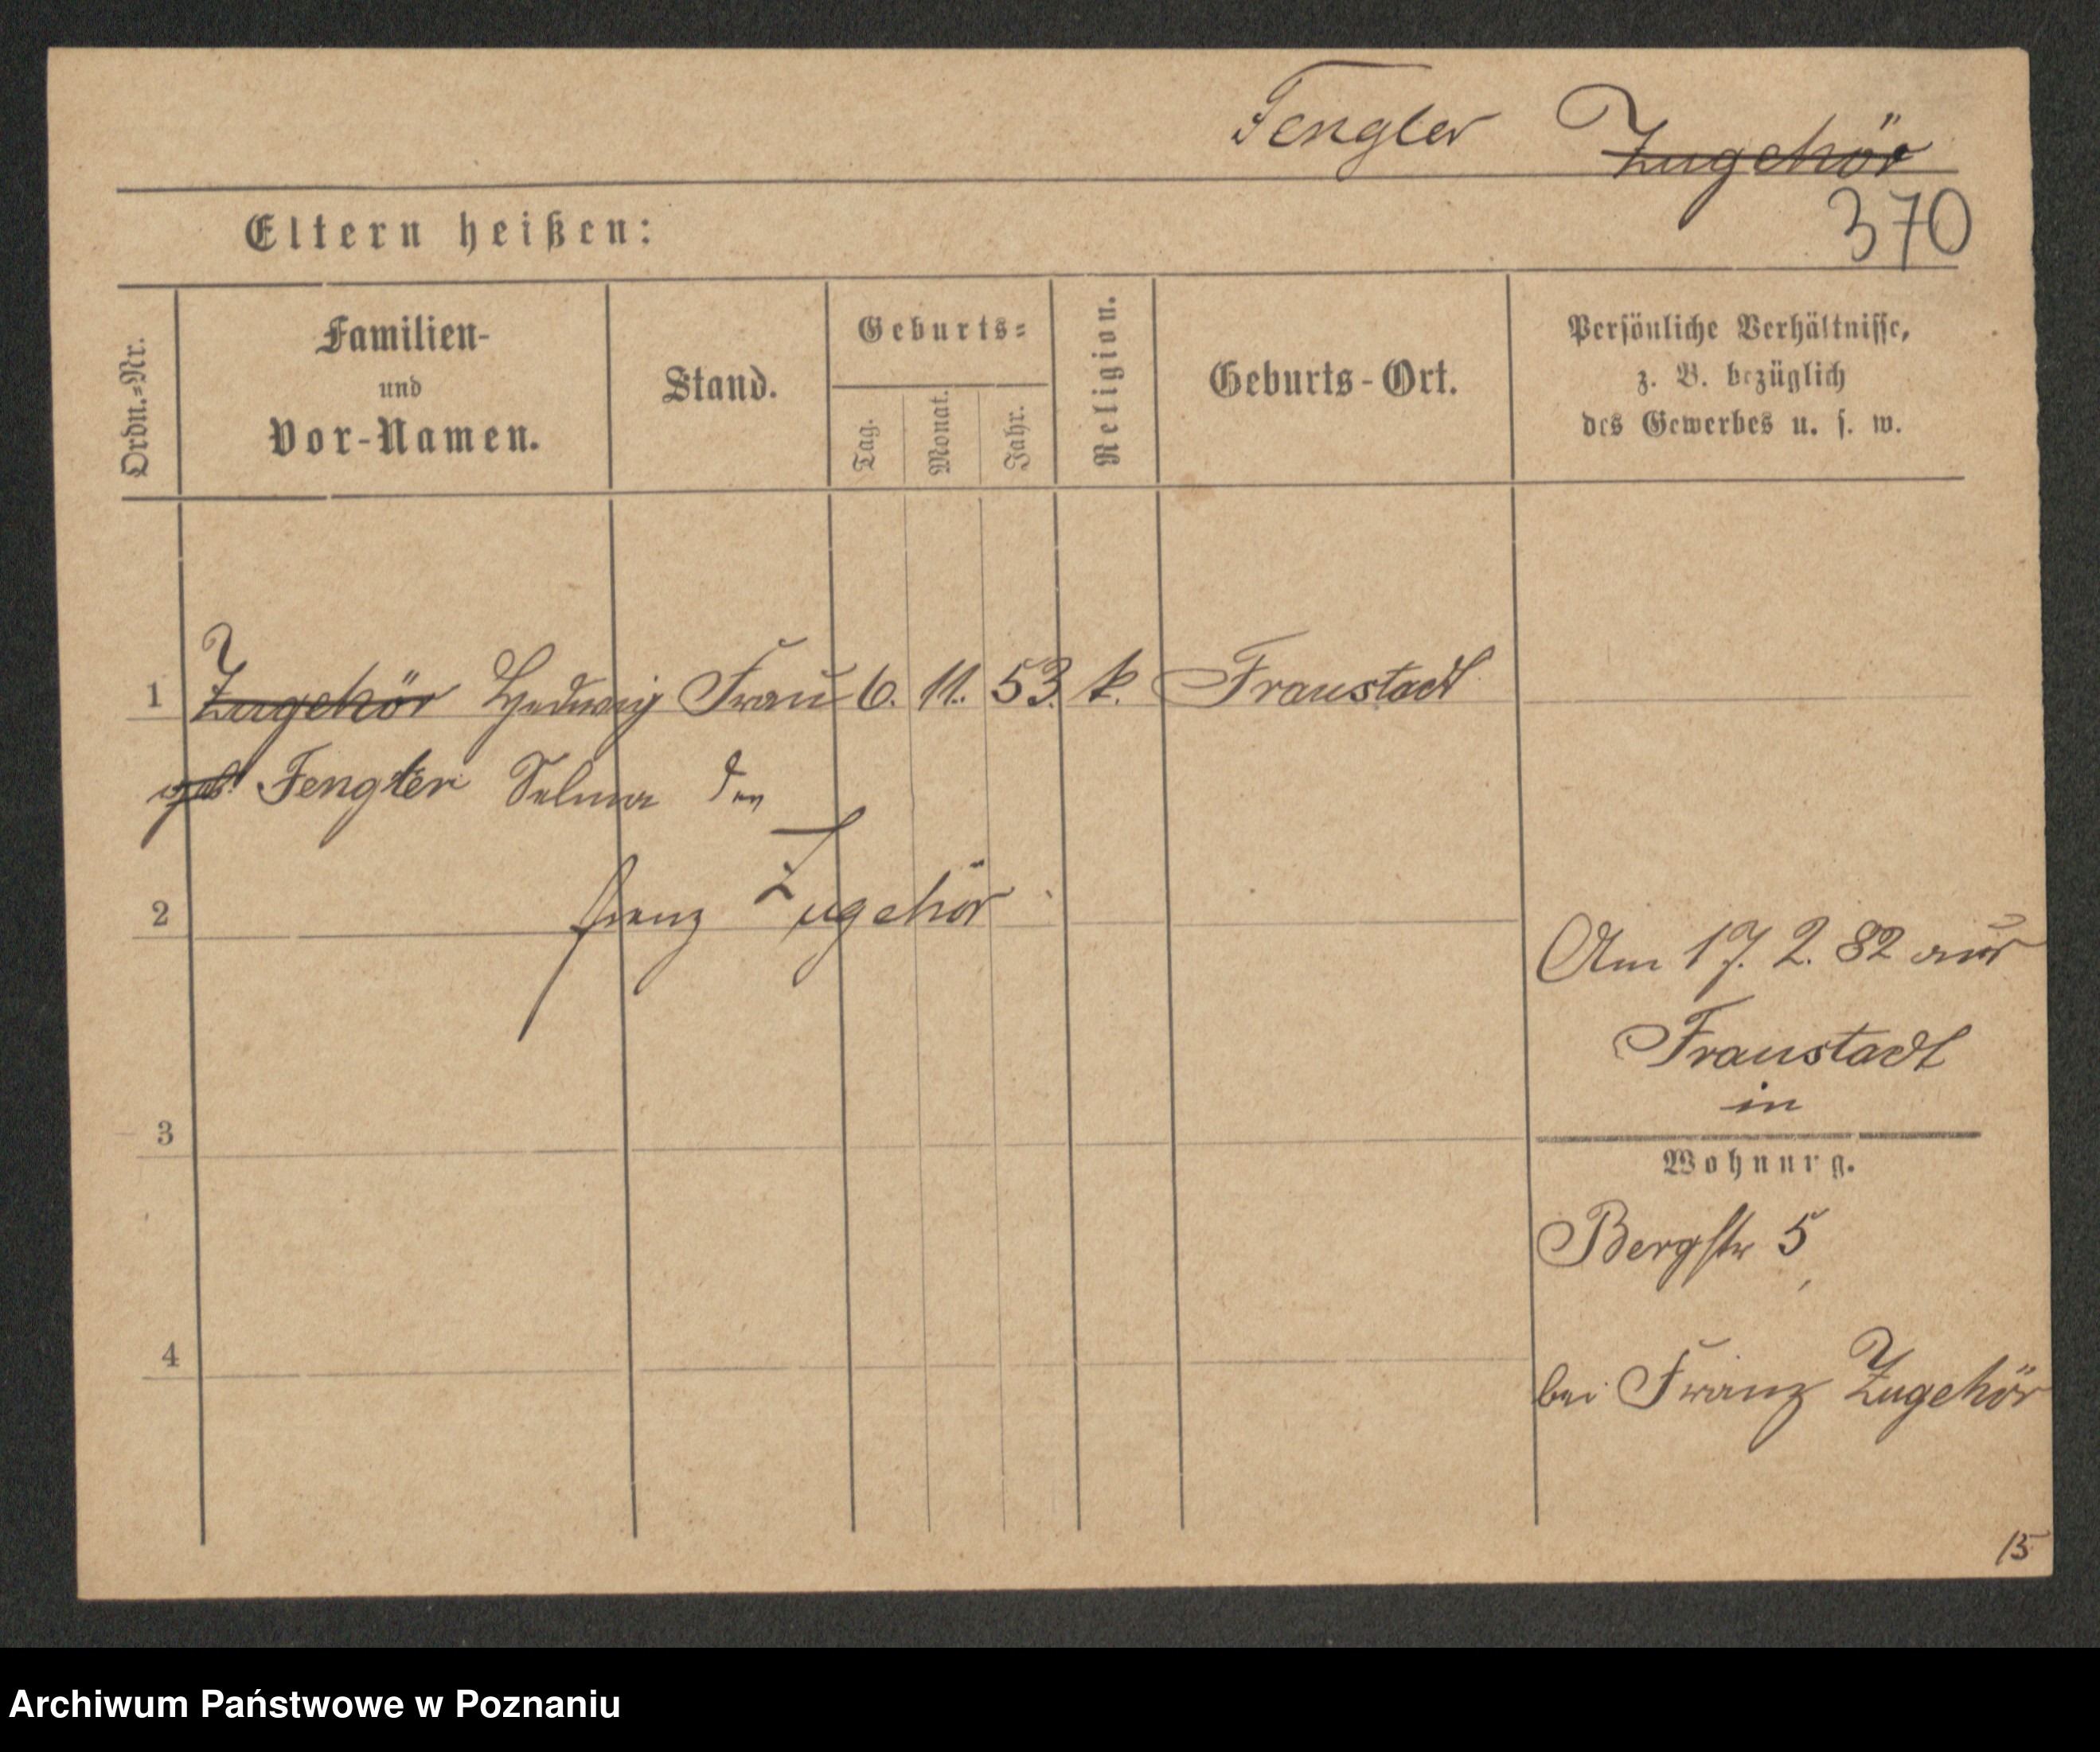 Fengler Zugehör
370
Eltern heißen:
Ordn.=Nr.
Familien-
und
Vor-Namen.
Stand.
Geburts=
Tag.
Monat.
Jahr.
Religion.
Geburts-Ort.
Persönliche Verhältnisse,
z. B. bezüglich
des Gewerbes u. s. w.
1 Zugehör Hedwig Frau 6. 11. 53. k. Fraustadt
geb. Fengler Selma
franz Zugehör
2
Am 17. 2. 82 aus
Fraustadt
in
3
Wohnung.
Bergstr 5,
4
bei Franz Zugehör
15
Archiwum Państwowe w Poznaniu